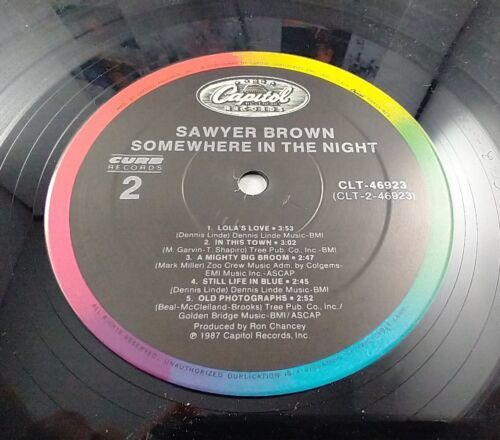 Capitol
RECORDS
SAWYER BROWN
SOMEWHERE IN THE NIGHT
CURB
RECORDS
2
CLT-46923
(CLT-2-46923)
1. LOLA'S LOVE • 3:53
(Dennis Linde) Dennis Linde Music-BMI
2. IN THIS TOWN • 3:02
(M. Garvin-T. Shapiro) Tree Pub. Co., Inc.-BMI
3. A MIGHTY BIG BROOM • 2:47
(Mark Miller) Zoo Crew Music Adm. by Colgems-
EMI Music Inc.-ASCAP
4. STILL LIFE IN BLUE • 2:45
(Dennis Linde) Dennis Linde Music-BMI
5. OLD PHOTOGRAPHS • 2:52
(Beal-McClelland-Brooks) Tree Pub. Co., Inc./
Golden Bridge Music-BMI/ASCAP
Produced by Ron Chancey
℗ 1987 Capitol Records, Inc.
ALL RIGHTS RESERVED. UNAUTHORIZED DUPLICATION IS A VIOLATION OF